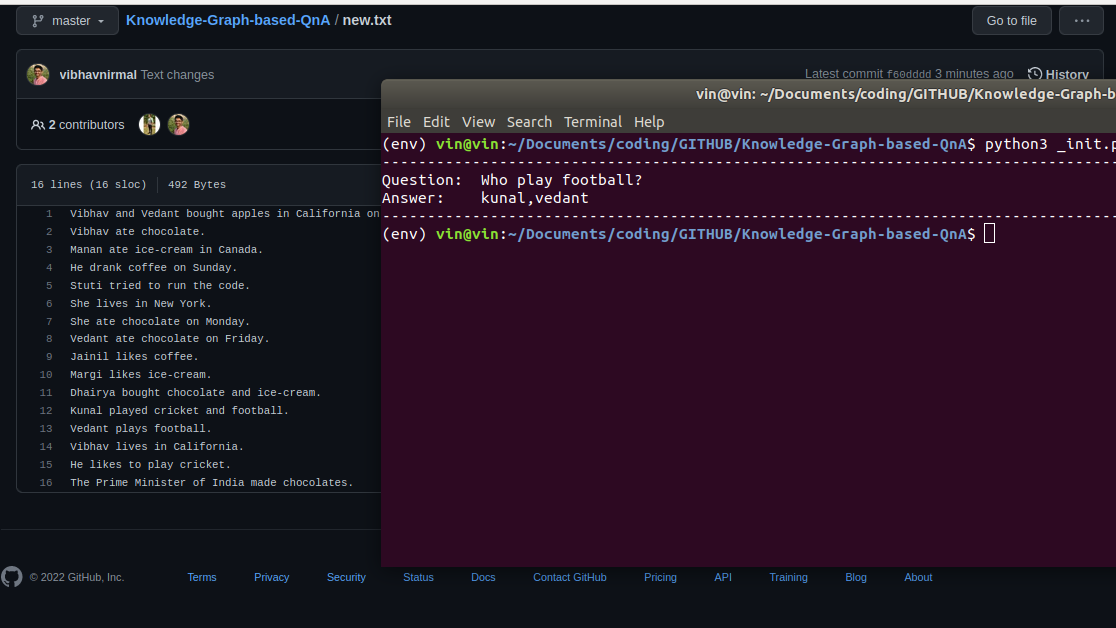 master
Knowledge-Graph-based-QnA / new.txt
Go to file
vibhavnirmal Text changes
Latest commit f60dddd 3 minutes ago
History
2 contributors
16 lines (16 sloc) 492 Bytes
1 Vibhav and Vedant bought apples in California on
2 Vibhav ate chocolate.
3 Manan ate ice-cream in Canada.
4 He drank coffee on Sunday.
5 Stuti tried to run the code.
6 She lives in New York.
7 She ate chocolate on Monday.
8 Vedant ate chocolate on Friday.
9 Jainil likes coffee.
10 Margi likes ice-cream.
11 Dhairya bought chocolate and ice-cream.
12 Kunal played cricket and football.
13 Vedant plays football.
14 Vibhav lives in California.
15 He likes to play cricket.
16 The Prime Minister of India made chocolates.
vin@vin: ~/Documents/coding/GITHUB/Knowledge-Graph-b
File Edit View Search Terminal Help
(env) vin@vin:~/Documents/coding/GITHUB/Knowledge-Graph-based-QnA$ python3 _init.p
Question: Who play football?
Answer: kunal,vedant
(env) vin@vin:~/Documents/coding/GITHUB/Knowledge-Graph-based-QnA$
© 2022 GitHub, Inc.
Terms
Privacy
Security
Status
Docs
Contact GitHub
Pricing
API
Training
Blog
About